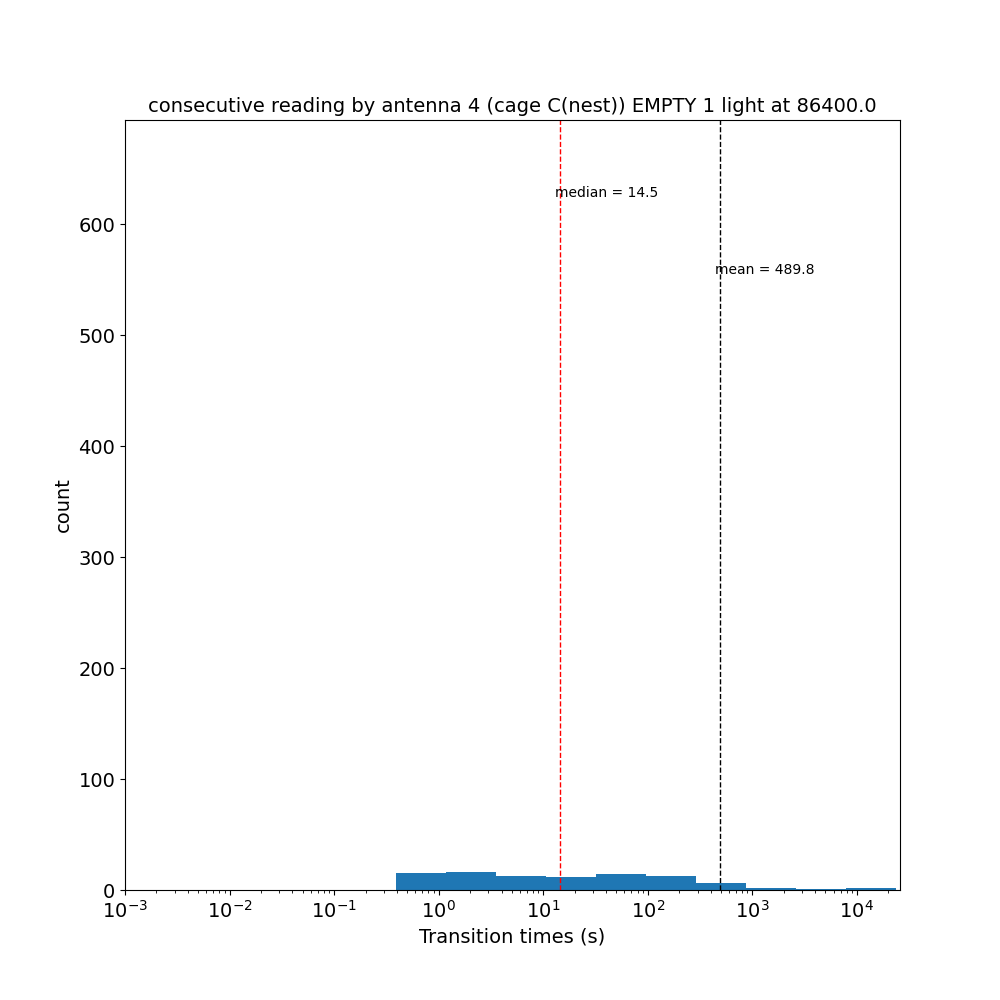 consecutive reading by antenna 4 (cage C(nest)) EMPTY 1 light at 86400.0
median = 14.5
mean = 489.8
600
500
400
300
200
100
0
count
10⁻³ 10⁻² 10⁻¹ 10⁰ 10¹ 10² 10³ 10⁴
Transition times (s)